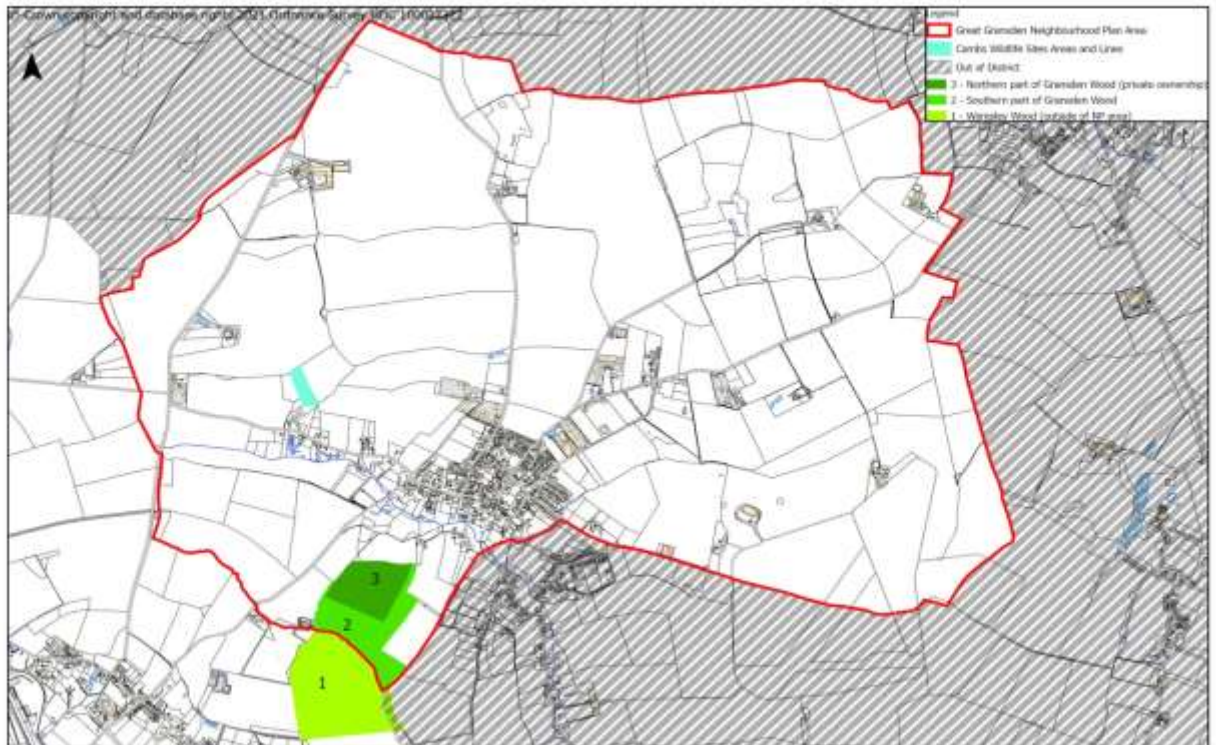 © Crown copyright and database rights 2021 Ordnance Survey
Legend
Great Gransden Neighbourhood Plan Area
Cambs Wildlife Sites Areas and Lines
Out of District
3 - Northern part of Gransden Wood (private ownership)
2 - Southern part of Gransden Wood
1 - Waresley Wood (outside of NP area)
3
2
1